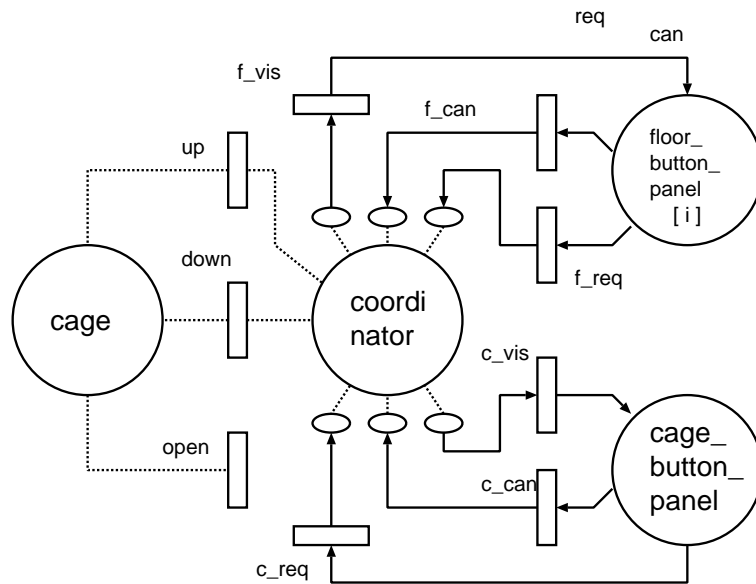 req
can
f_vis
f_can
up
floor_
button_
panel
[ i ]
down
f_req
cage
coordi
nator
c_vis
open
cage_
button_
panel
c_can
c_req